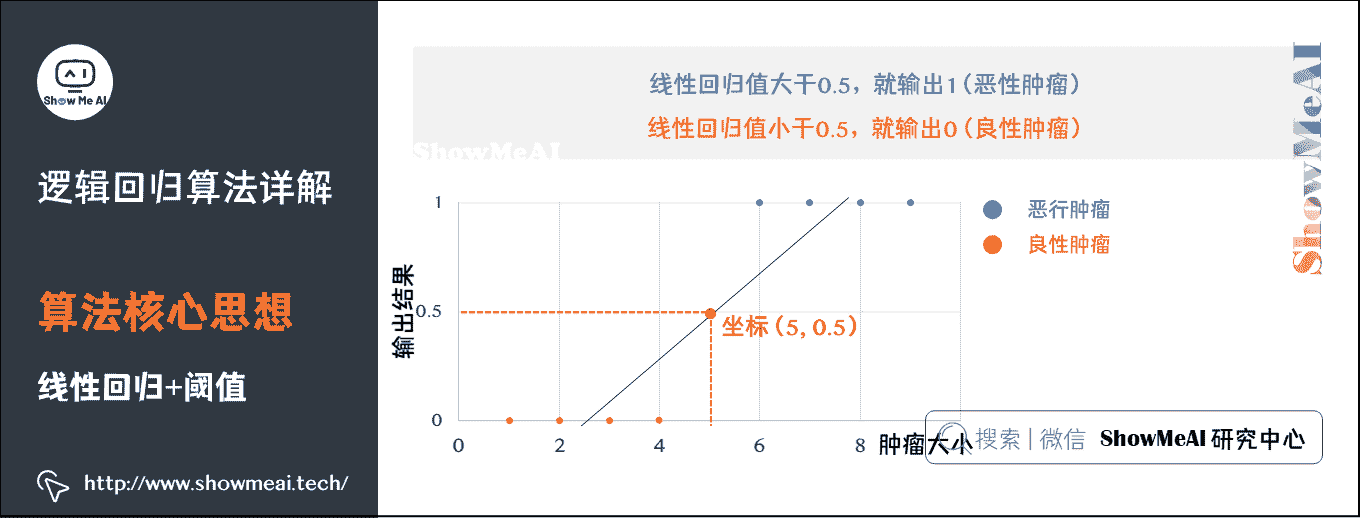 Show Me AI
逻辑回归算法详解
算法核心思想
线性回归+阈值
http://www.showmeai.tech/
线性回归值大于0.5，就输出1(恶性肿瘤)
线性回归值小于0.5，就输出0(良性肿瘤)
ShowMeAI
ShowMeAI
恶行肿瘤
良性肿瘤
输出结果
1
0.5
0
坐标(5, 0.5)
0 2 4 6 8
肿瘤大小
搜索|微信 ShowMeAI 研究中心